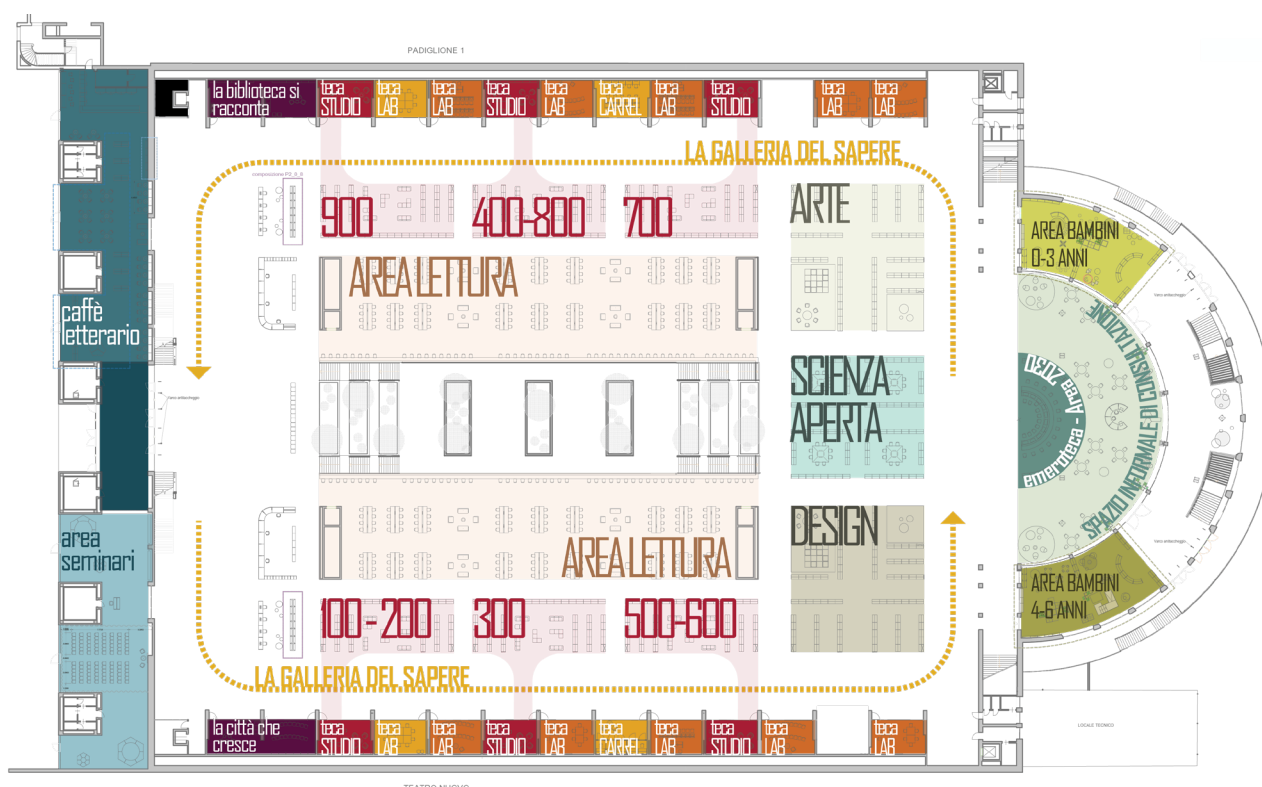 PADIGLIONE 1
la biblioteca si
racconta
teca
STUDIO
teca
LAB
teca
LAB
teca
STUDIO
teca
LAB
teca
CARREL
teca
LAB
teca
STUDIO
teca
LAB
teca
LAB
LA GALLERIA DEL SAPERE
900
400-800
700
ARTE
AREA LETTURA
AREA BAMBINI
0-3 ANNI
caffè
letterario
SCIENZA
APERTA
emeroteca - Area 2030
SPAZIO INFORMALE DI CONSULTAZIONE
area
seminari
DESIGN
AREA LETTURA
AREA BAMBINI
4-6 ANNI
100 - 200
300
500-600
LA GALLERIA DEL SAPERE
la città che
cresce
teca
STUDIO
teca
LAB
teca
LAB
teca
STUDIO
teca
LAB
teca
CARREL
teca
LAB
teca
STUDIO
teca
LAB
teca
LAB
LOCALE TECNICO
TEATRO NUOVO